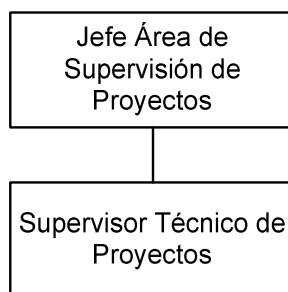 Jefe Área de
Supervisión de
Proyectos
Supervisor Técnico de
Proyectos